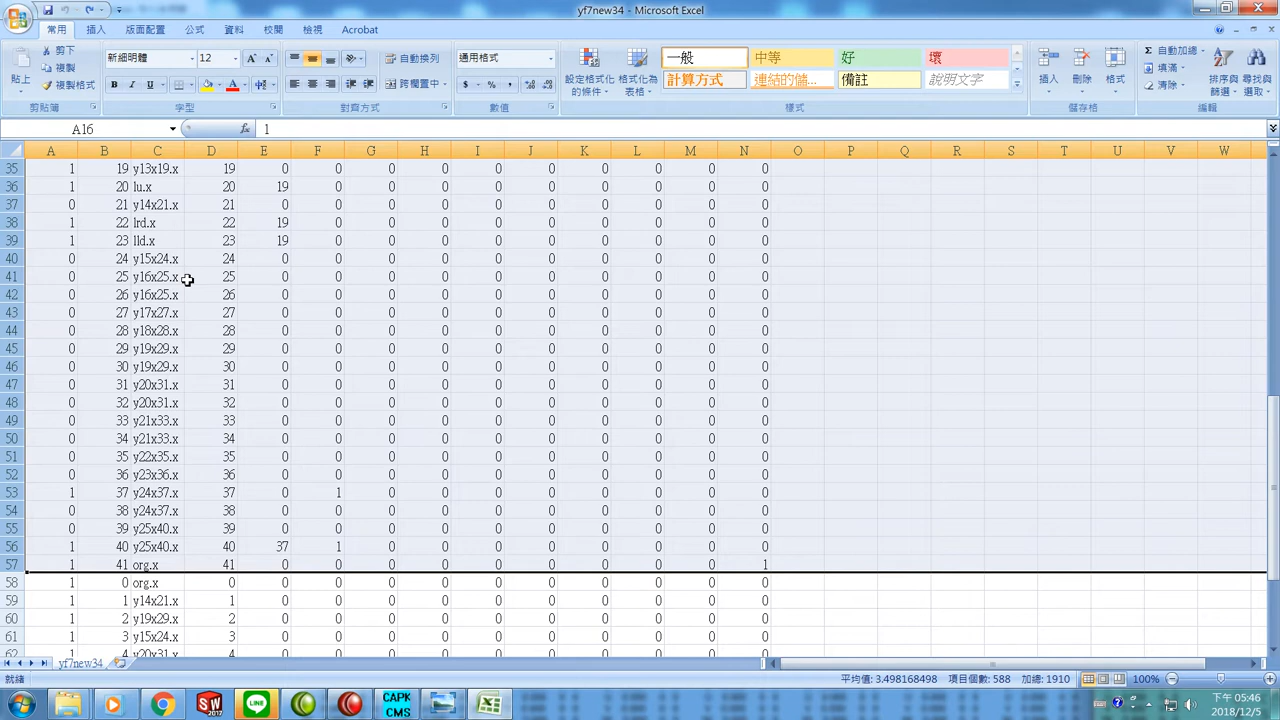 yf7new34 - Microsoft Excel
常用 插入 版面配置 公式 資料 校閱 檢視 Acrobat
剪下 新細明體 12 自動換列 通用格式 一般 中等 好 壞 Σ 自動加總
貼上 複製 設定格式化的條件 格式化為表格 插入 刪除 格式 填滿 排序與篩選 尋找與選取
複製格式 跨欄置中 計算方式 連結的儲... 備註 說明文字 清除
剪貼簿 字型 對齊方式 數值 樣式 儲存格 編輯
A16 fx 1
A B C D E F G H I J K L M N O P Q R S T U V W
35 1 19 y13x19.x 19 0 0 0 0 0 0 0 0 0 0
36 1 20 lu.x 20 19 0 0 0 0 0 0 0 0 0
37 0 21 y14x21.x 21 0 0 0 0 0 0 0 0 0 0
38 1 22 lrd.x 22 19 0 0 0 0 0 0 0 0 0
39 1 23 lld.x 23 19 0 0 0 0 0 0 0 0 0
40 0 24 y15x24.x 24 0 0 0 0 0 0 0 0 0 0
41 0 25 y16x25.x 25 0 0 0 0 0 0 0 0 0 0
42 0 26 y16x25.x 26 0 0 0 0 0 0 0 0 0 0
43 0 27 y17x27.x 27 0 0 0 0 0 0 0 0 0 0
44 0 28 y18x28.x 28 0 0 0 0 0 0 0 0 0 0
45 0 29 y19x29.x 29 0 0 0 0 0 0 0 0 0 0
46 0 30 y19x29.x 30 0 0 0 0 0 0 0 0 0 0
47 0 31 y20x31.x 31 0 0 0 0 0 0 0 0 0 0
48 0 32 y20x31.x 32 0 0 0 0 0 0 0 0 0 0
49 0 33 y21x33.x 33 0 0 0 0 0 0 0 0 0 0
50 0 34 y21x33.x 34 0 0 0 0 0 0 0 0 0 0
51 0 35 y22x35.x 35 0 0 0 0 0 0 0 0 0 0
52 0 36 y23x36.x 36 0 0 0 0 0 0 0 0 0 0
53 1 37 y24x37.x 37 0 1 0 0 0 0 0 0 0 0
54 0 38 y24x37.x 38 0 0 0 0 0 0 0 0 0 0
55 0 39 y25x40.x 39 0 0 0 0 0 0 0 0 0 0
56 1 40 y25x40.x 40 37 1 0 0 0 0 0 0 0 0
57 1 41 org.x 41 0 0 0 0 0 0 0 0 0 1
58 1 0 org.x 0 0 0 0 0 0 0 0 0 0 0
59 1 1 y14x21.x 1 0 0 0 0 0 0 0 0 0 0
60 1 2 y19x29.x 2 0 0 0 0 0 0 0 0 0 0
61 1 3 y15x24.x 3 0 0 0 0 0 0 0 0 0 0
62 1 4 y20x31.x 4 0 0 0 0 0 0 0 0 0 0
yf7new34
就緒 平均值: 3.498168498 項目個數: 588 加總: 1910 100%
SW 2017 LINE CAPK CMS 下午 05:46
2018/12/5